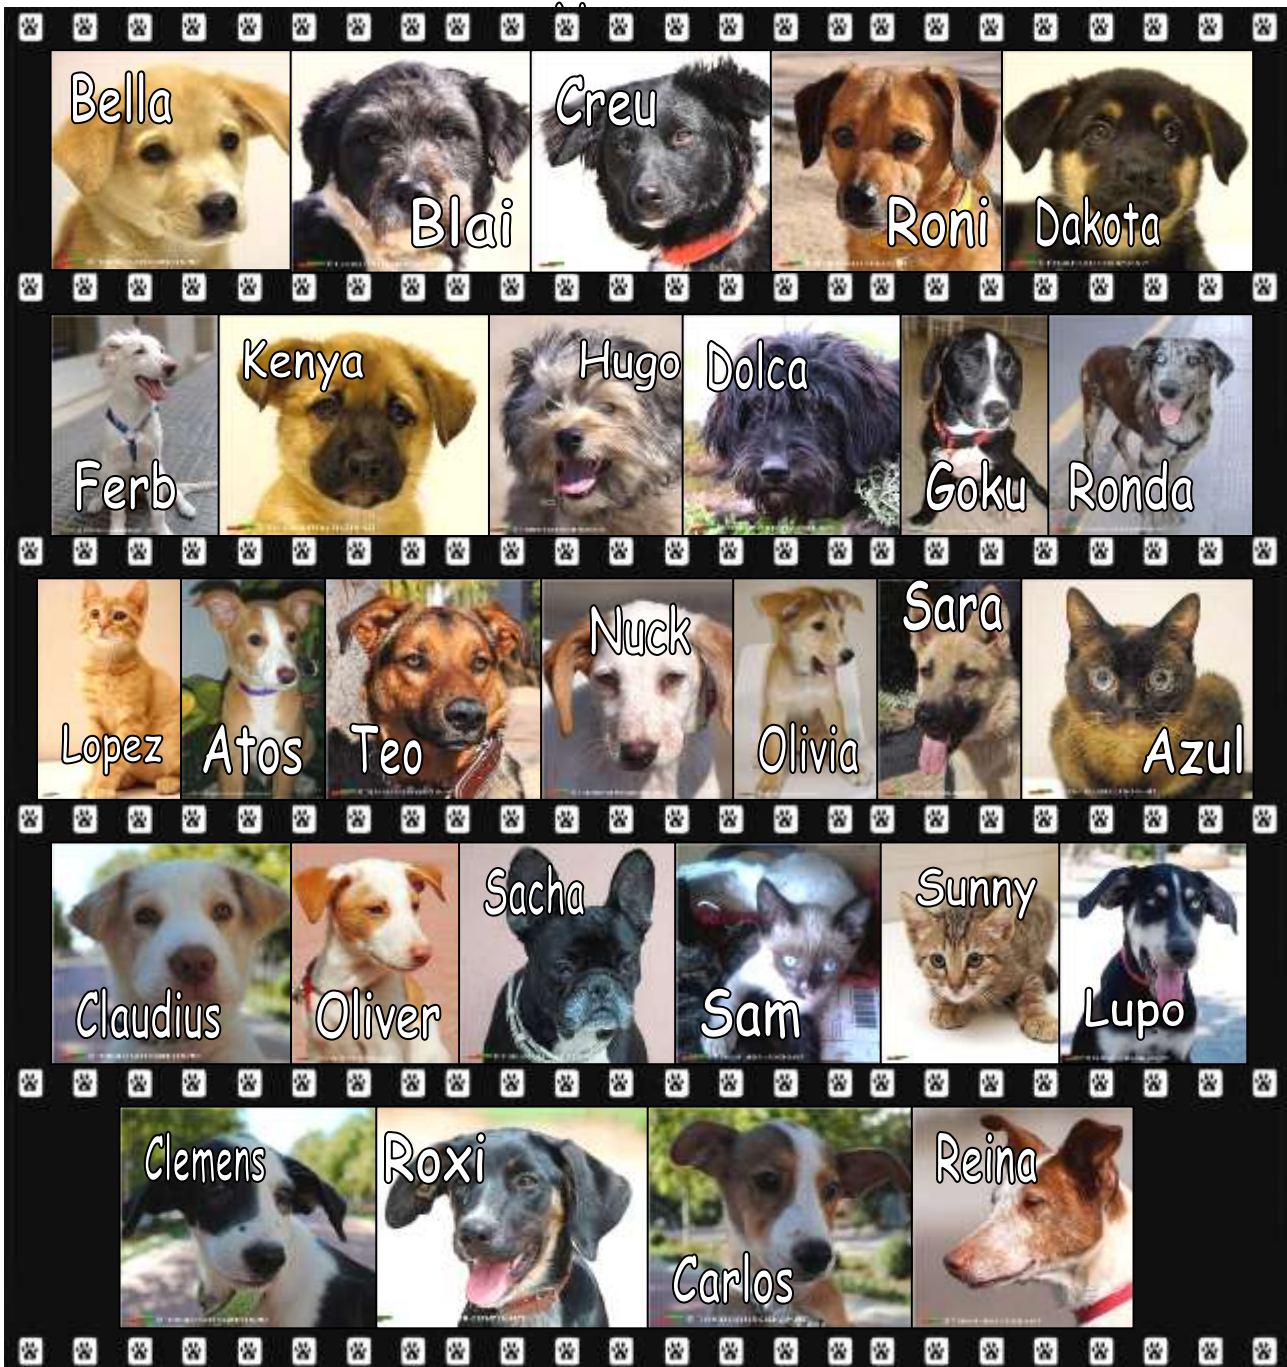 Bella
Blai
Creu
Roni
Dakota
Ferb
Kenya
Hugo
Dolca
Goku
Ronda
Lopez
Atos
Teo
Nuck
Olivia
Sara
Azul
Claudius
Oliver
Sacha
Sam
Sunny
Lupo
Clemens
Roxi
Carlos
Reina